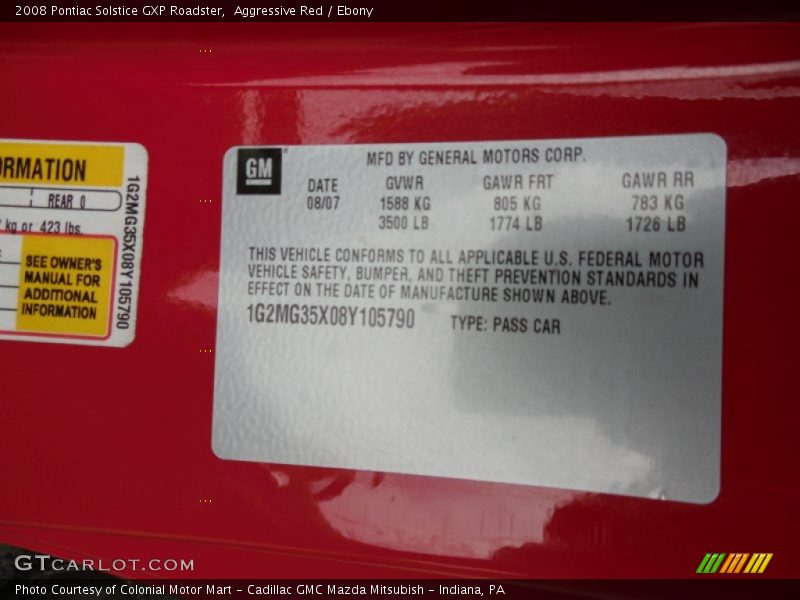 2008 Pontiac Solstice GXP Roadster,  Aggressive Red / Ebony
RMATION
REAR 0
kg or 423 lbs
SEE OWNER'S
MANUAL FOR
ADDITIONAL
INFORMATION
1G2MG35X08Y105790
GM
MFD BY GENERAL MOTORS CORP.
DATE GVWR GAWR FRT GAWR RR
08/07 1588 KG 805 KG 783 KG
3500 LB 1774 LB 1726 LB
THIS VEHICLE CONFORMS TO ALL APPLICABLE U.S. FEDERAL MOTOR
VEHICLE SAFETY, BUMPER, AND THEFT PREVENTION STANDARDS IN
EFFECT ON THE DATE OF MANUFACTURE SHOWN ABOVE.
1G2MG35X08Y105790 TYPE: PASS CAR
GTCARLOT.COM
Photo Courtesy of Colonial Motor Mart - Cadillac GMC Mazda Mitsubish - Indiana, PA